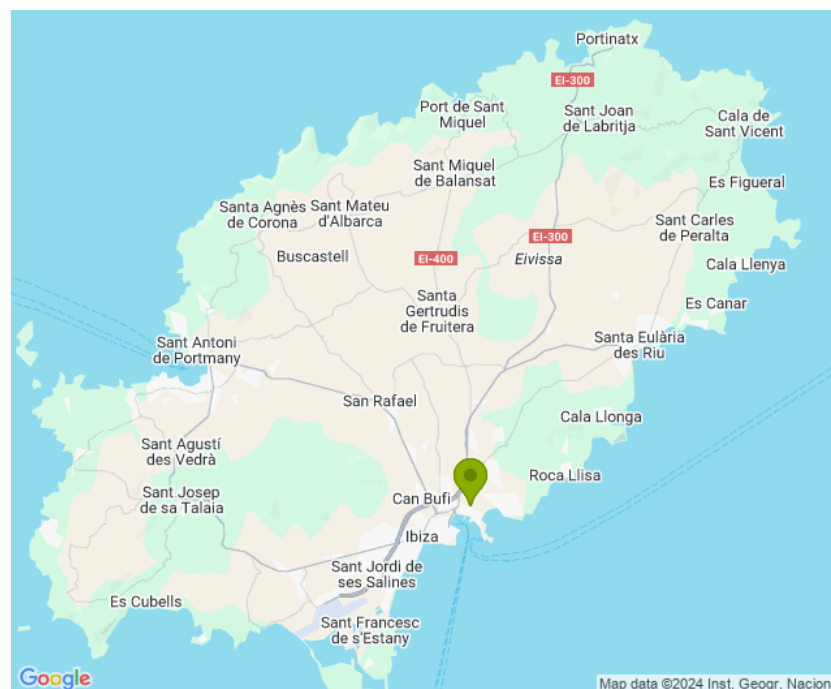 Portinatx
EI-300
Port de Sant
Miquel
Sant Joan
de Labritja
Cala de
Sant Vicent
Sant Miquel
de Balansat
Es Figueral
Santa Agnès
de Corona
Sant Mateu
d'Albarca
Sant Carles
de Peralta
EI-300
Buscastell
EI-400
Eivissa
Cala Llenya
Santa
Gertrudis
de Fruitera
Es Canar
Sant Antoni
de Portmany
Santa Eulària
des Riu
San Rafael
Cala Llonga
Sant Agustí
des Vedrà
Roca Llisa
Sant Josep
de sa Talaia
Can Bufí
Ibiza
Sant Jordi de
ses Salines
Es Cubells
Sant Francesc
de s'Estany
Google
Map data ©2024 Inst. Geogr. Nacion